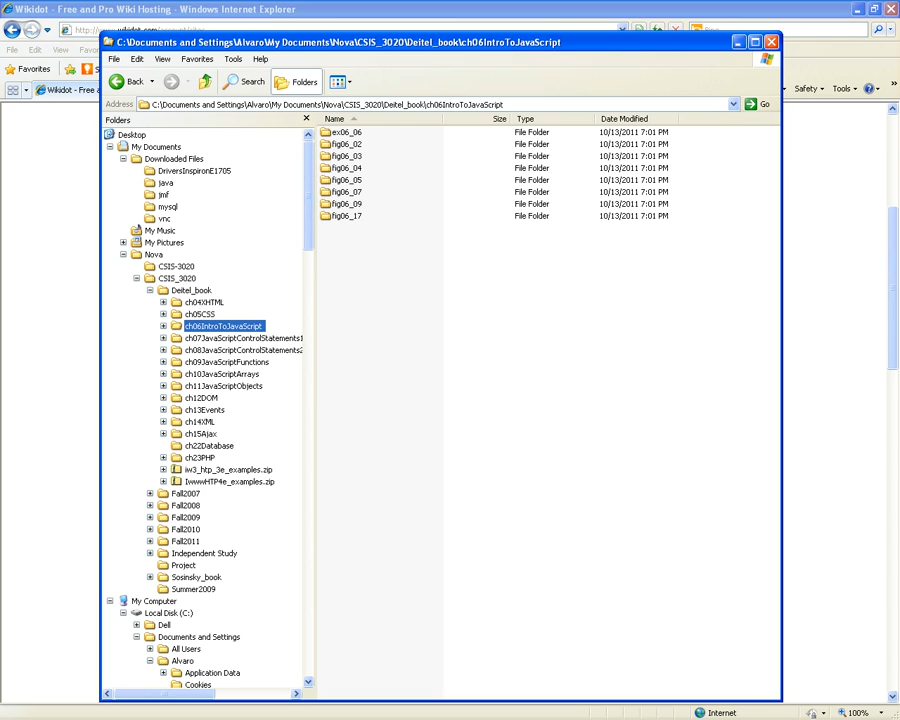 Wikidot - Free and Pro Wiki Hosting - Windows Internet Explorer
C:\Documents and Settings\Alvaro\My Documents\Nova\CSIS_3020\Deitel_book\ch06IntroToJavaScript
File Edit View Favorites Tools Help
Back Search Folders
Address C:\Documents and Settings\Alvaro\My Documents\Nova\CSIS_3020\Deitel_book\ch06IntroToJavaScript Go
File Edit View
Favorites
Wikidot - Free a
Safety Tools
Folders
Desktop
My Documents
Downloaded Files
DriversInspironE1705
java
jmf
mysql
vnc
My Music
My Pictures
Nova
CSIS-3020
CSIS_3020
Deitel_book
ch04XHTML
ch05CSS
ch06IntroToJavaScript
ch07JavaScriptControlStatements1
ch08JavaScriptControlStatements2
ch09JavaScriptFunctions
ch10JavaScriptArrays
ch11JavaScriptObjects
ch12DOM
ch13Events
ch14XML
ch15Ajax
ch22Database
ch23PHP
iw3_htp_3e_examples.zip
IwwwHTP4e_examples.zip
Fall2007
Fall2008
Fall2009
Fall2010
Fall2011
Independent Study
Project
Sosinsky_book
Summer2009
My Computer
Local Disk (C:)
Dell
Documents and Settings
All Users
Alvaro
Application Data
Cookies
Name Size Type Date Modified
ex06_06 File Folder 10/13/2011 7:01 PM
fig06_02 File Folder 10/13/2011 7:01 PM
fig06_03 File Folder 10/13/2011 7:01 PM
fig06_04 File Folder 10/13/2011 7:01 PM
fig06_05 File Folder 10/13/2011 7:01 PM
fig06_07 File Folder 10/13/2011 7:01 PM
fig06_09 File Folder 10/13/2011 7:01 PM
fig06_17 File Folder 10/13/2011 7:01 PM
Internet 100%